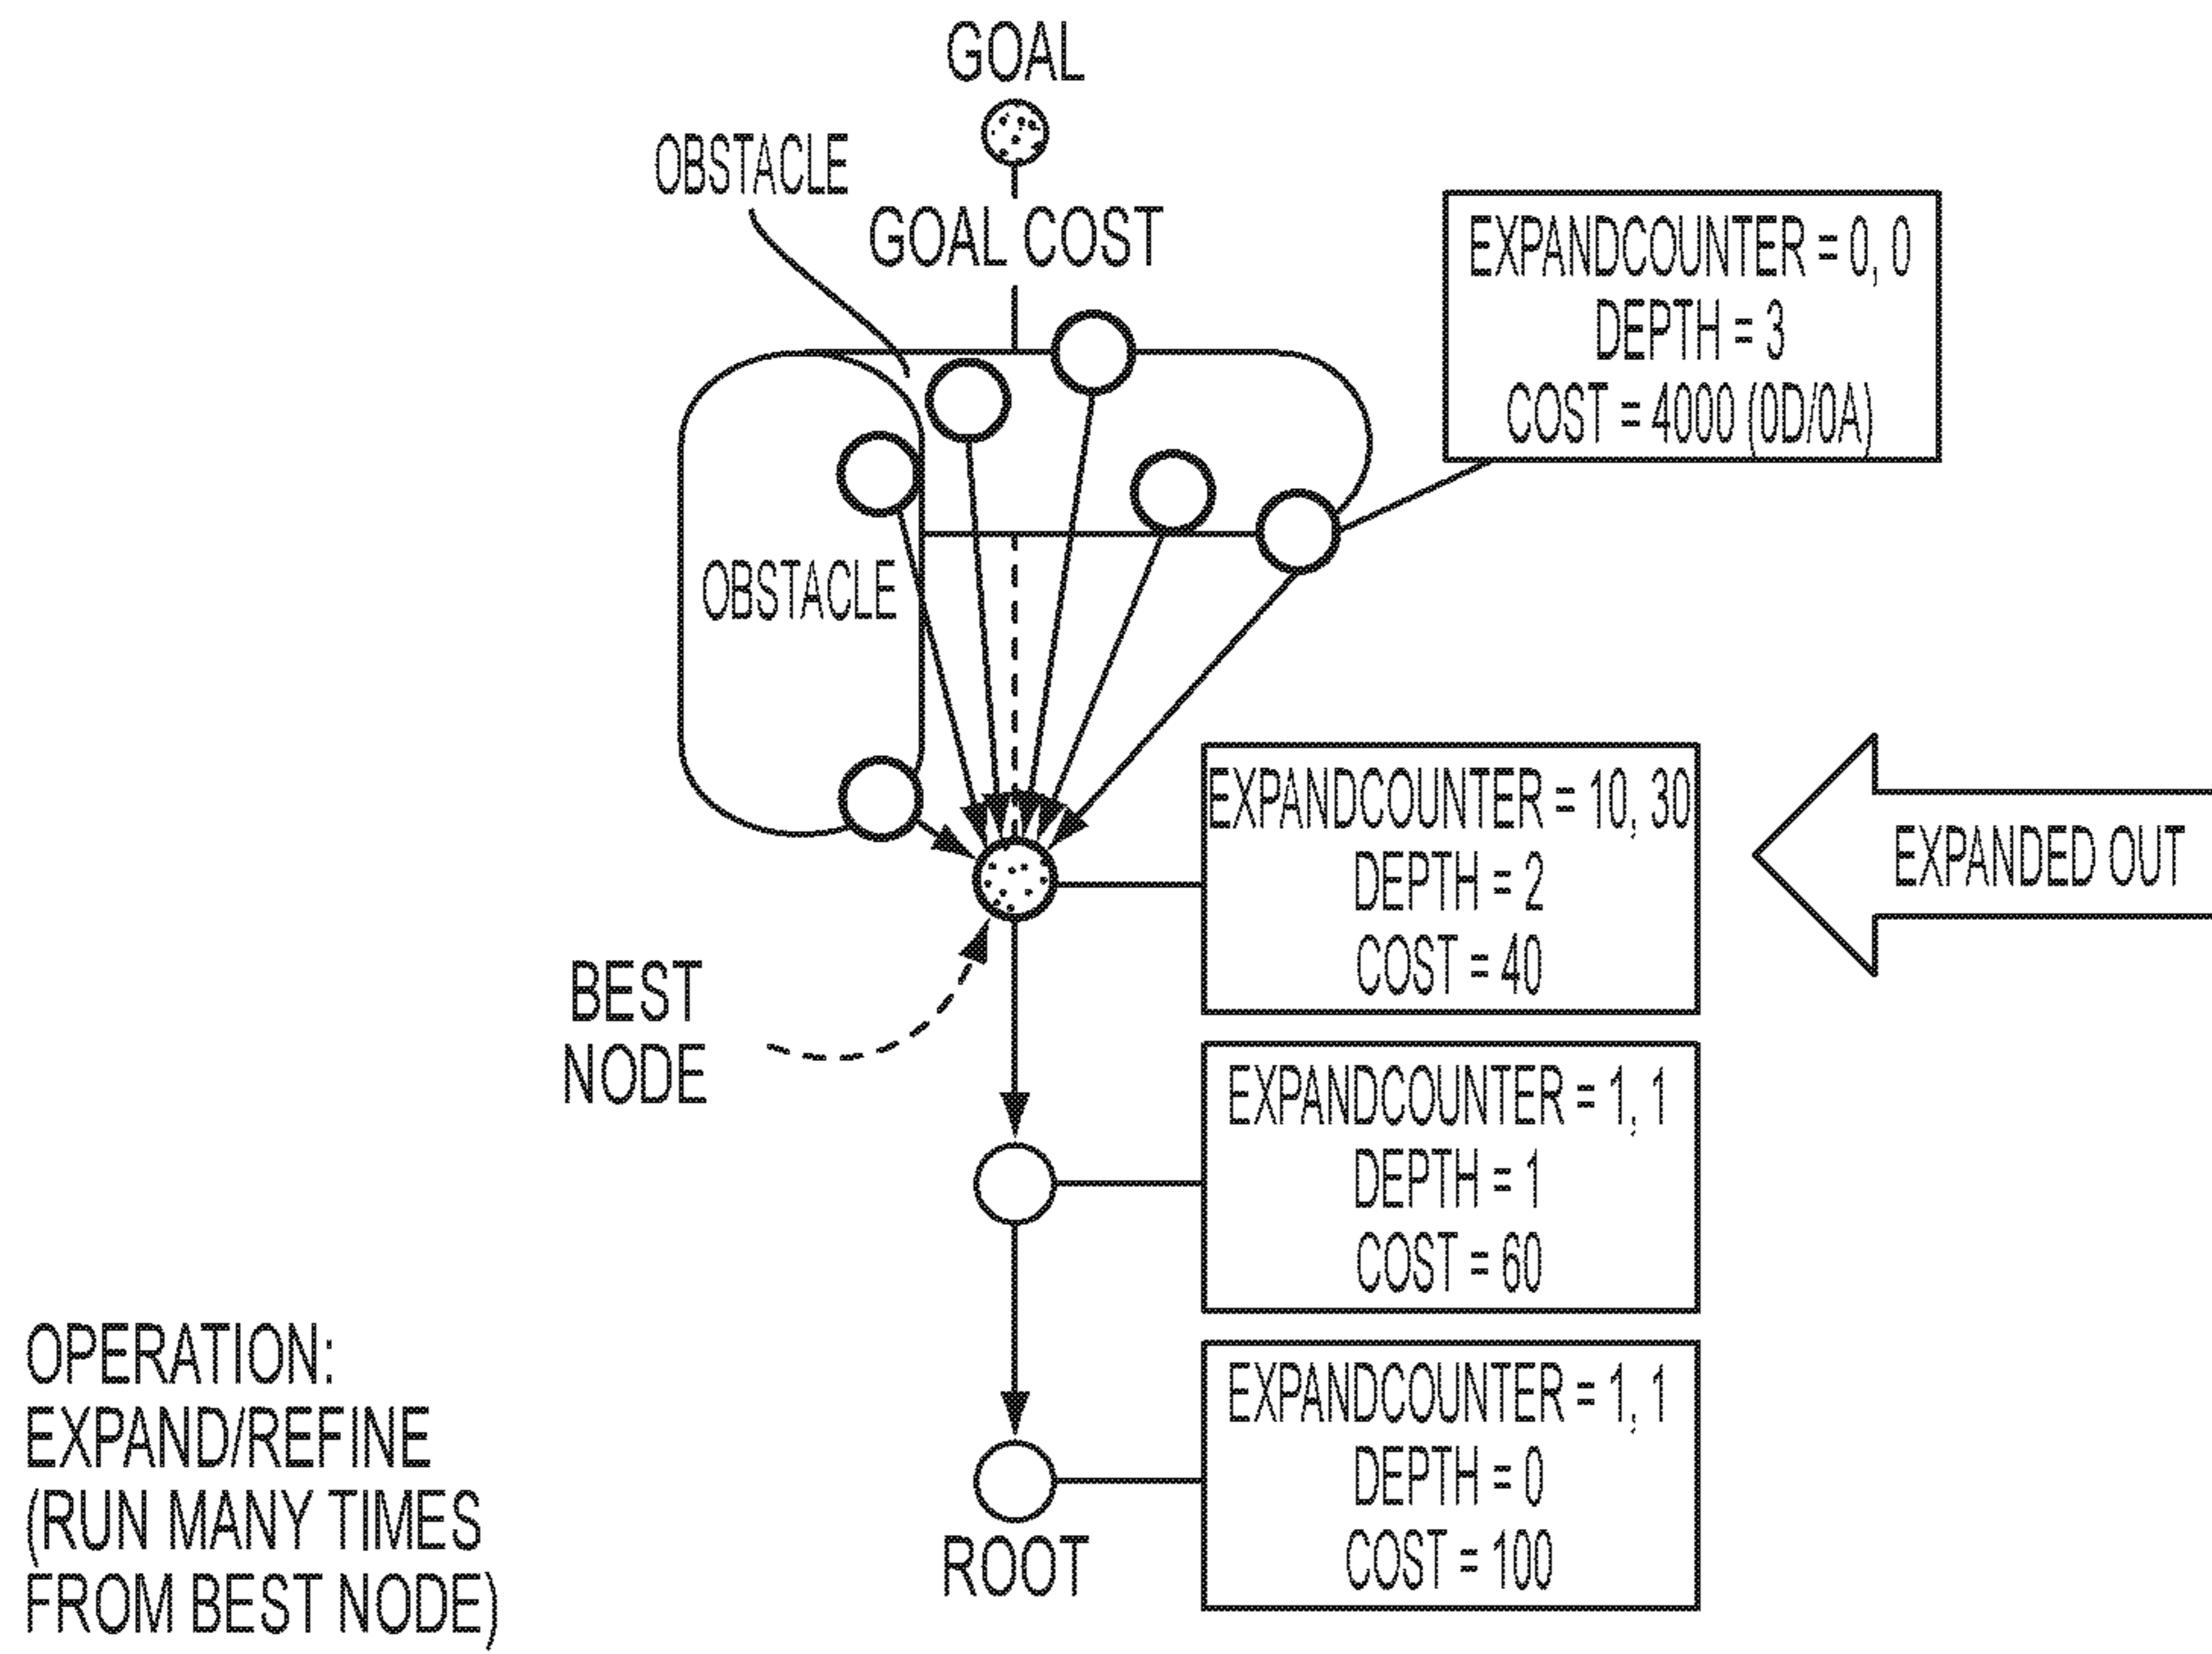 GOAL
OBSTACLE
GOAL COST
EXPANDCOUNTER = 0, 0
DEPTH = 3
COST = 4000 (0D/0A)
OBSTACLE
EXPANDCOUNTER = 10, 30
DEPTH = 2
COST = 40
EXPANDED OUT
BEST
NODE
EXPANDCOUNTER = 1, 1
DEPTH = 1
COST = 60
EXPANDCOUNTER = 1, 1
DEPTH = 0
COST = 100
ROOT
OPERATION:
EXPAND/REFINE
(RUN MANY TIMES
FROM BEST NODE)